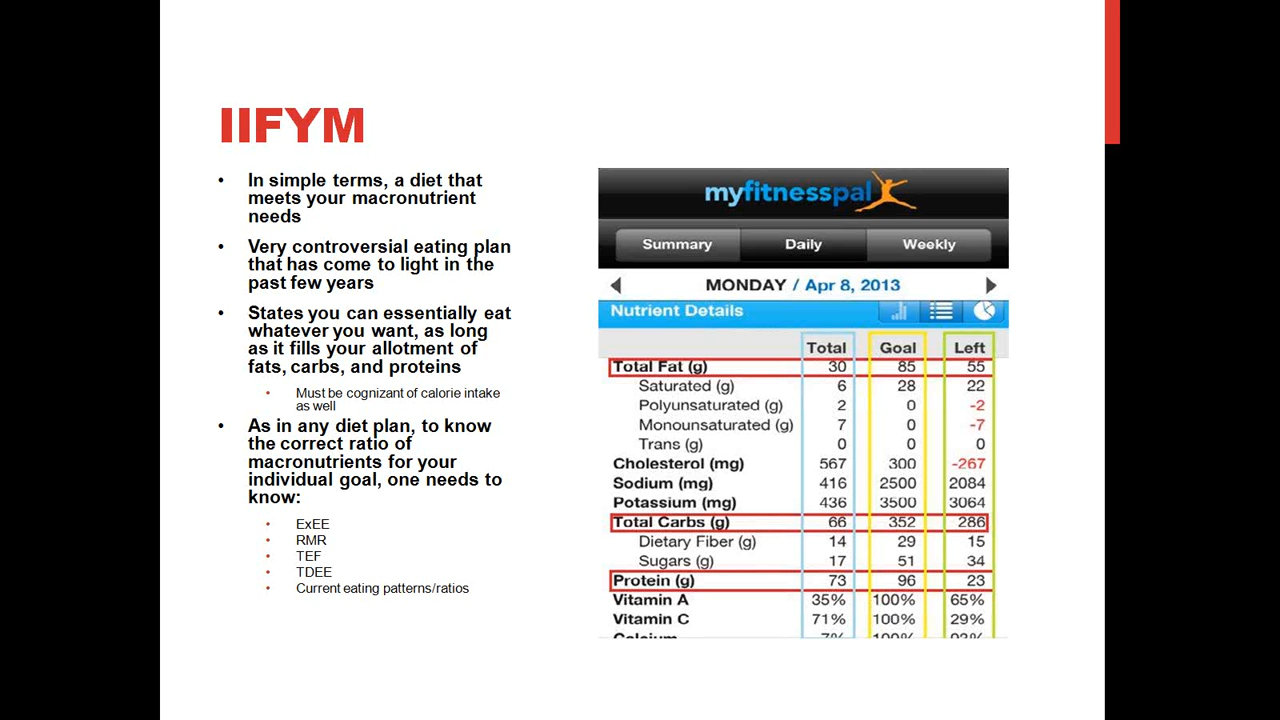 IIFYM
• In simple terms, a diet that
meets your macronutrient
needs
• Very controversial eating plan
that has come to light in the
past few years
• States you can essentially eat
whatever you want, as long
as it fills your allotment of
fats, carbs, and proteins
• Must be cognizant of calorie intake
as well
• As in any diet plan, to know
the correct ratio of
macronutrients for your
individual goal, one needs to
know:
• ExEE
• RMR
• TEF
• TDEE
• Current eating patterns/ratios
myfitnesspal
Summary Daily Weekly
MONDAY / Apr 8, 2013
Nutrient Details
Total Goal Left
Total Fat (g) 30 85 55
Saturated (g) 6 28 22
Polyunsaturated (g) 2 0 -2
Monounsaturated (g) 7 0 -7
Trans (g) 0 0 0
Cholesterol (mg) 567 300 -267
Sodium (mg) 416 2500 2084
Potassium (mg) 436 3500 3064
Total Carbs (g) 66 352 286
Dietary Fiber (g) 14 29 15
Sugars (g) 17 51 34
Protein (g) 73 96 23
Vitamin A 35% 100% 65%
Vitamin C 71% 100% 29%
Calcium 7% 100% 93%